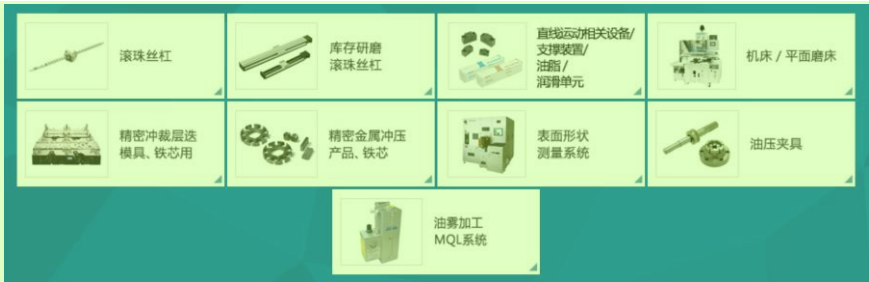 滚珠丝杠
库存研磨
滚珠丝杠
直线运动相关设备/
支撑装置/
油脂/
润滑单元
机床 / 平面磨床
精密冲裁层迭
模具、铁芯用
精密金属冲压
产品、铁芯
表面形状
测量系统
油压夹具
油雾加工
MQL系统